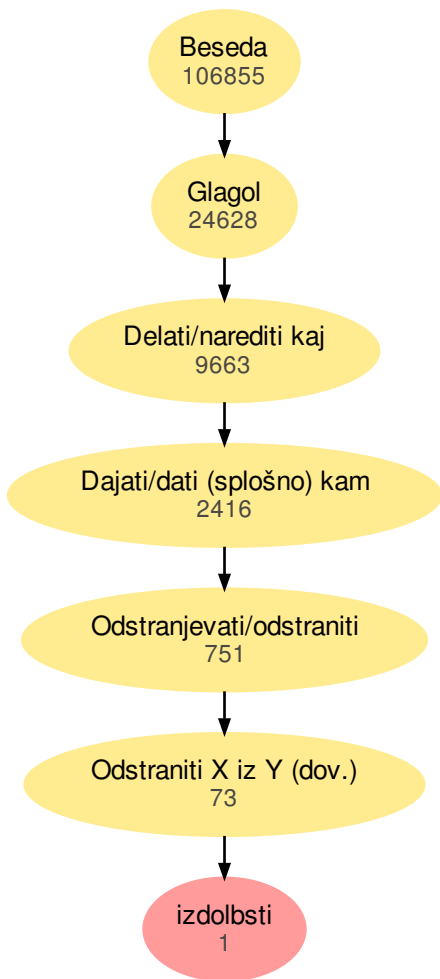 Beseda
106855
Glagol
24628
Delati/narediti kaj
9663
Dajati/dati (splošno) kam
2416
Odstranjevati/odstraniti
751
Odstraniti X iz Y (dov.)
73
izdolbsti
1